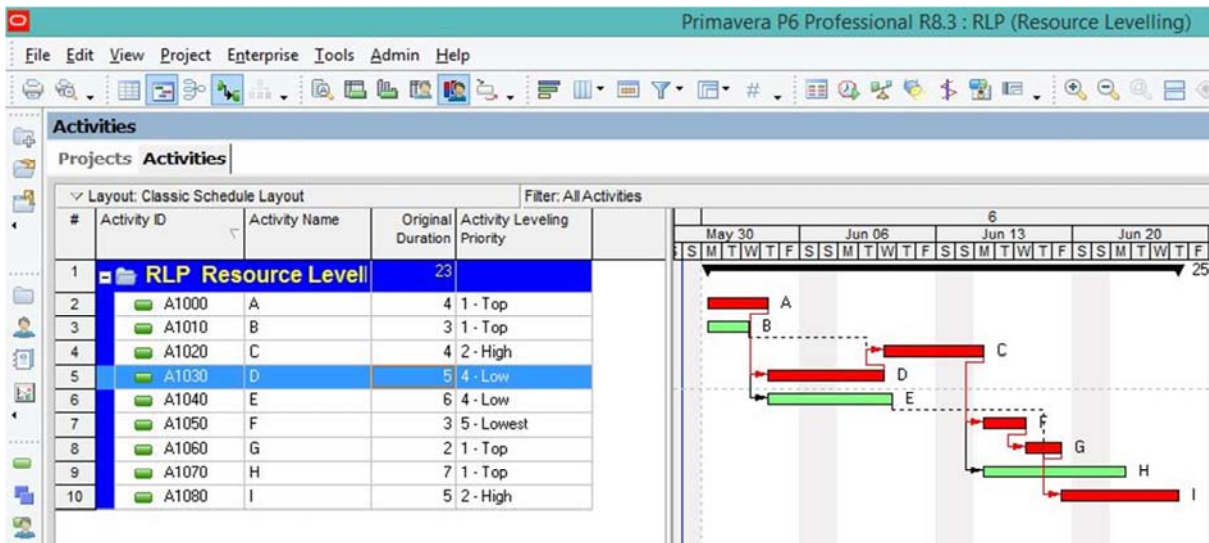 Primavera P6 Professional R8.3 : RLP (Resource Levelling)
File Edit View Project Enterprise Tools Admin Help
Activities
Projects Activities
Layout: Classic Schedule Layout Filter: All Activities
# Activity ID Activity Name Original Duration Activity Leveling Priority
6
May 30 Jun 06 Jun 13 Jun 20
S S M T W T F S S M T W T F S S M T W T F S S M T W T F
1 RLP Resource Levell 23 25
2 A1000 A 4 1 - Top A
3 A1010 B 3 1 - Top B
4 A1020 C 4 2 - High C
5 A1030 D 5 4 - Low D
6 A1040 E 6 4 - Low E
7 A1050 F 3 5 - Lowest F
8 A1060 G 2 1 - Top G
9 A1070 H 7 1 - Top H
10 A1080 I 5 2 - High I